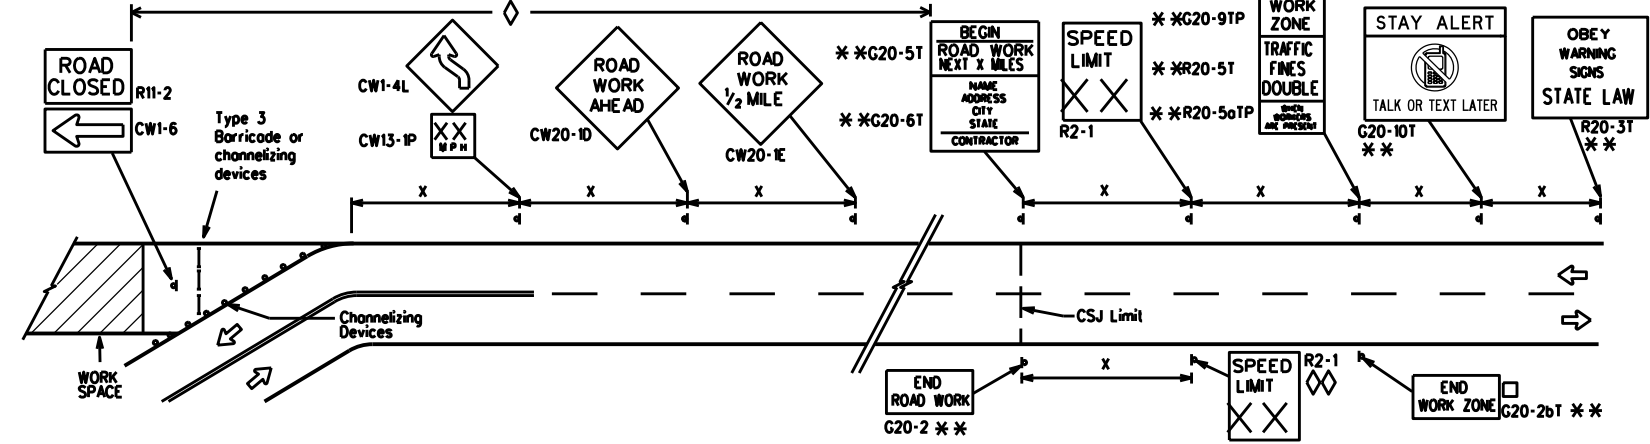 ROAD
CLOSED
R11-2
CW1-6
Type 3
Barricade or
channelizing
devices
CW1-4L
XX
MPH
CW13-1P
ROAD
WORK
AHEAD
CW20-1D
ROAD
WORK
1/2 MILE
CW20-1E
* *G20-5T
* *G20-6T
BEGIN
ROAD WORK
NEXT X MILES
NAME
ADDRESS
CITY
STATE
CONTRACTOR
SPEED
LIMIT
X X
R2-1
* *G20-9TP
* *R20-5T
* *R20-5aTP
WORK
ZONE
TRAFFIC
FINES
DOUBLE
WHEN
WORKERS
ARE PRESENT
STAY ALERT
TALK OR TEXT LATER
G20-10T
* *
OBEY
WARNING
SIGNS
STATE LAW
R20-3T
* *
X
X
X
X
X
X
X
Channelizing
Devices
CSJ Limit
WORK
SPACE
END
ROAD WORK
G20-2 * *
X
SPEED
LIMIT
X X
R2-1
END
WORK ZONE
G20-2bT * *